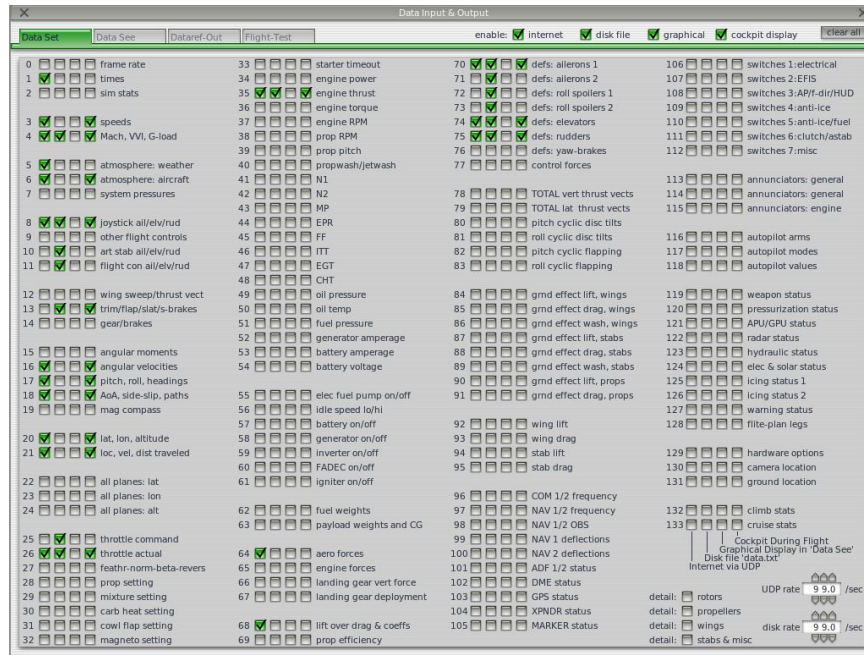 Data Input & Output
Data Set
Data See
Dataref-Out
Flight-Test
enable: internet disk file graphical cockpit display clear all
0 frame rate
1 times
2 sim stats
3 speeds
4 Mach, VVI, G-load
5 atmosphere: weather
6 atmosphere: aircraft
7 system pressures
8 joystick ail/elv/rud
9 other flight controls
10 art stab ail/elv/rud
11 flight con ail/elv/rud
12 wing sweep/thrust vect
13 trim/flap/slat/s-brakes
14 gear/brakes
15 angular moments
16 angular velocities
17 pitch, roll, headings
18 AoA, side-slip, paths
19 mag compass
20 lat, lon, altitude
21 loc, vel, dist traveled
22 all planes: lat
23 all planes: lon
24 all planes: alt
25 throttle command
26 throttle actual
27 feathr-norm-beta-revers
28 prop setting
29 mixture setting
30 carb heat setting
31 cowl flap setting
32 magneto setting
33 starter timeout
34 engine power
35 engine thrust
36 engine torque
37 engine RPM
38 prop RPM
39 prop pitch
40 propwash/jetwash
41 N1
42 N2
43 MP
44 EPR
45 FF
46 ITT
47 EGT
48 CHT
49 oil pressure
50 oil temp
51 fuel pressure
52 generator amperage
53 battery amperage
54 battery voltage
55 elec fuel pump on/off
56 idle speed lo/hi
57 battery on/off
58 generator on/off
59 inverter on/off
60 FADEC on/off
61 igniter on/off
62 fuel weights
63 payload weights and CG
64 aero forces
65 engine forces
66 landing gear vert force
67 landing gear deployment
68 lift over drag & coeffs
69 prop efficiency
70 defs: ailerons 1
71 defs: ailerons 2
72 defs: roll spoilers 1
73 defs: roll spoilers 2
74 defs: elevators
75 defs: rudders
76 defs: yaw-brakes
77 control forces
78 TOTAL vert thrust vects
79 TOTAL lat thrust vects
80 pitch cyclic disc tilts
81 roll cyclic disc tilts
82 pitch cyclic flapping
83 roll cyclic flapping
84 grnd effect lift, wings
85 grnd effect drag, wings
86 grnd effect wash, wings
87 grnd effect lift, stabs
88 grnd effect drag, stabs
89 grnd effect wash, stabs
90 grnd effect lift, props
91 grnd effect drag, props
92 wing lift
93 wing drag
94 stab lift
95 stab drag
96 COM 1/2 frequency
97 NAV 1/2 frequency
98 NAV 1/2 OBS
99 NAV 1 deflections
100 NAV 2 deflections
101 ADF 1/2 status
102 DME status
103 GPS status
104 XPNDR status
105 MARKER status
106 switches 1:electrical
107 switches 2:EFIS
108 switches 3:AP/f-dir/HUD
109 switches 4:anti-ice
110 switches 5:anti-ice/fuel
111 switches 6:clutch/astab
112 switches 7:misc
113 annunciators: general
114 annunciators: general
115 annunciators: engine
116 autopilot arms
117 autopilot modes
118 autopilot values
119 weapon status
120 pressurization status
121 APU/GPU status
122 radar status
123 hydraulic status
124 elec & solar status
125 icing status 1
126 icing status 2
127 warning status
128 flite-plan legs
129 hardware options
130 camera location
131 ground location
132 climb stats
133 cruise stats
Cockpit During Flight
Graphical Display in 'Data See'
Disk file 'data.txt'
Internet via UDP
detail: rotors
detail: propellers
detail: wings
detail: stabs & misc
UDP rate 99.0 /sec
disk rate 99.0 /sec